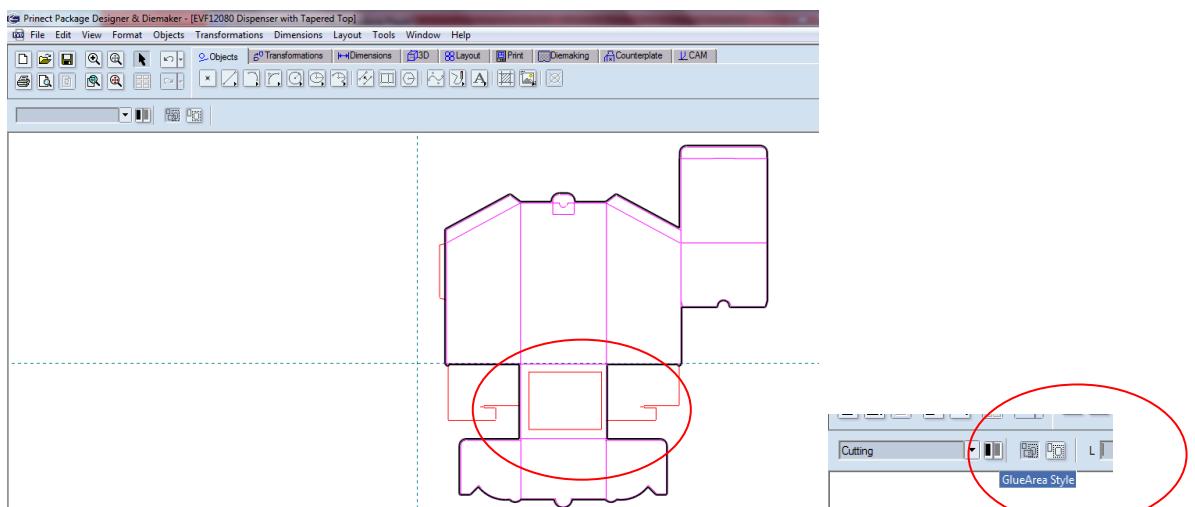 Prinect Package Designer & Diemaker - [EVF12080 Dispenser with Tapered Top]
File Edit View Format Objects Transformations Dimensions Layout Tools Window Help
Objects Transformations Dimensions 3D Layout Print Diemaking Counterplate CAM
Cutting L
GlueArea Style